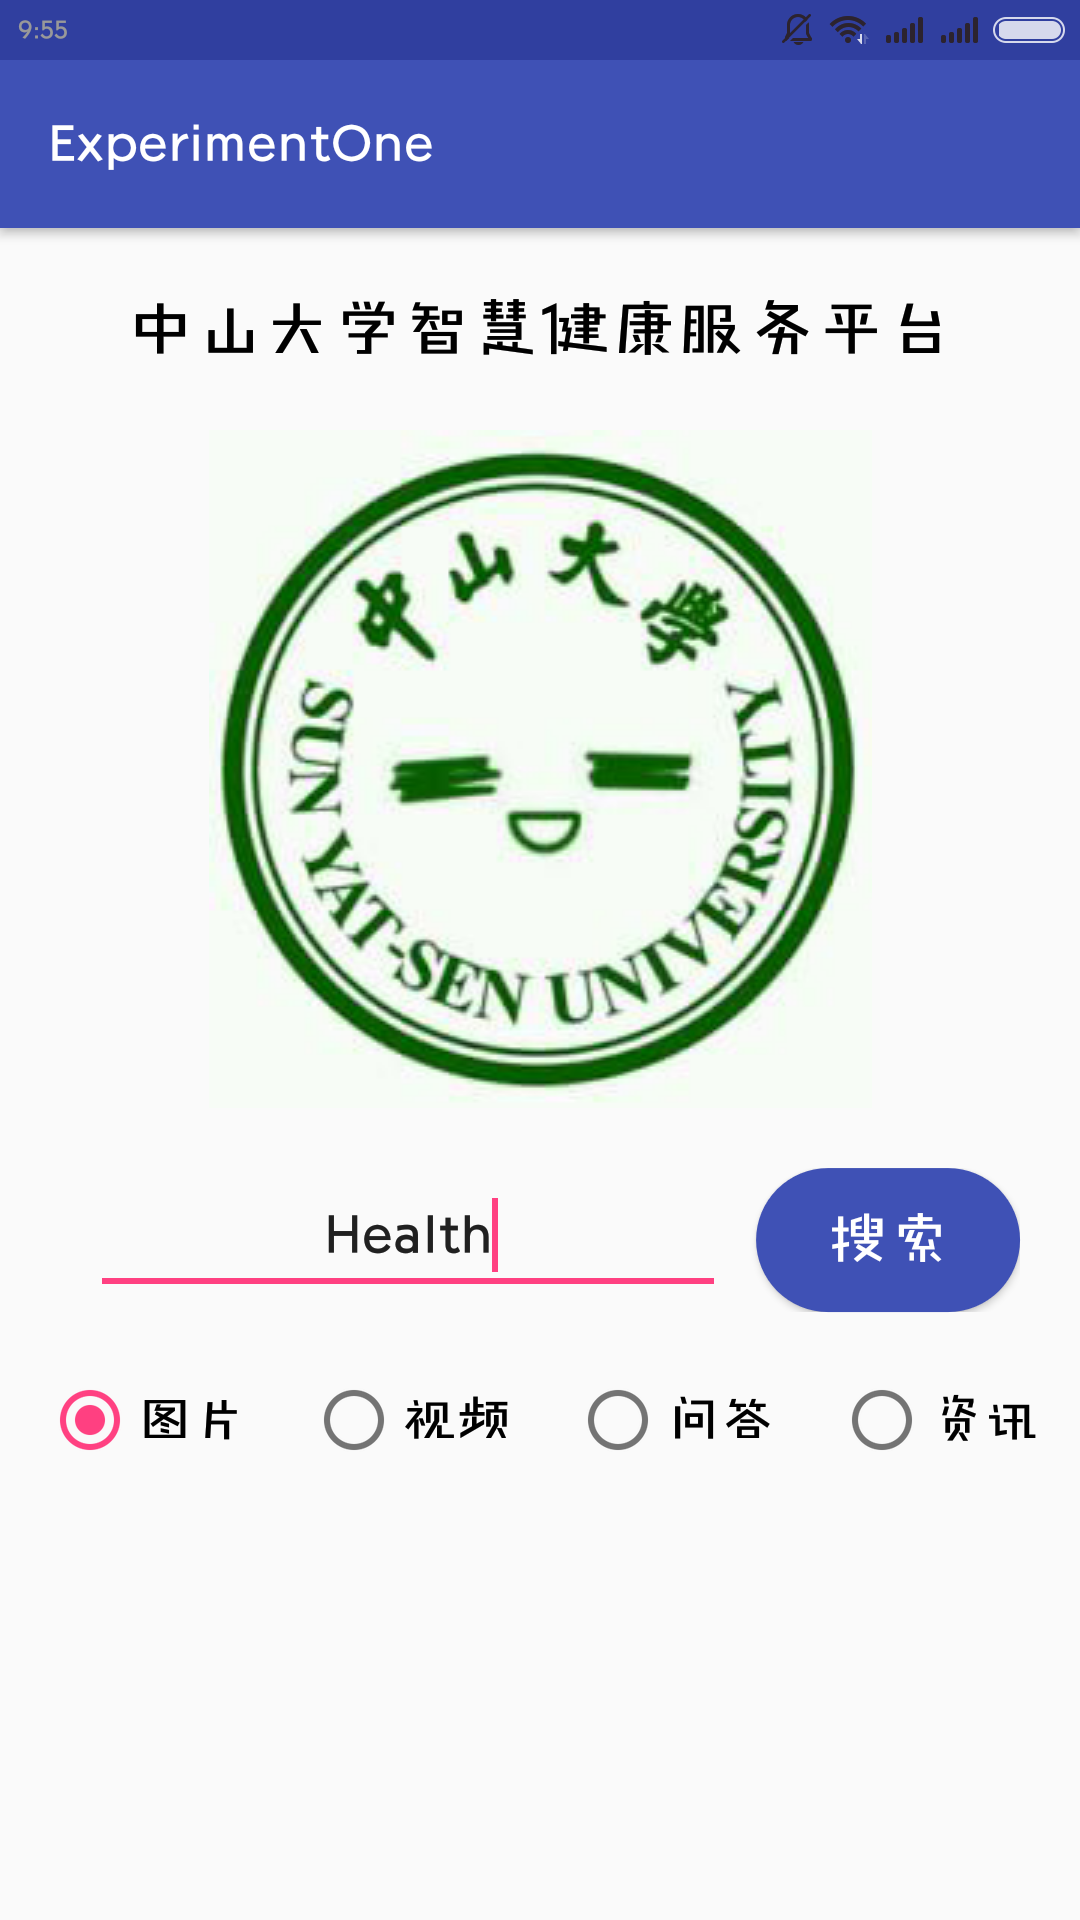 9:55
ExperimentOne
中山大学智慧健康服务平台
中山大學
SUN YAT-SEN UNIVERSITY
Health
搜索
图片 视频 问答 资讯